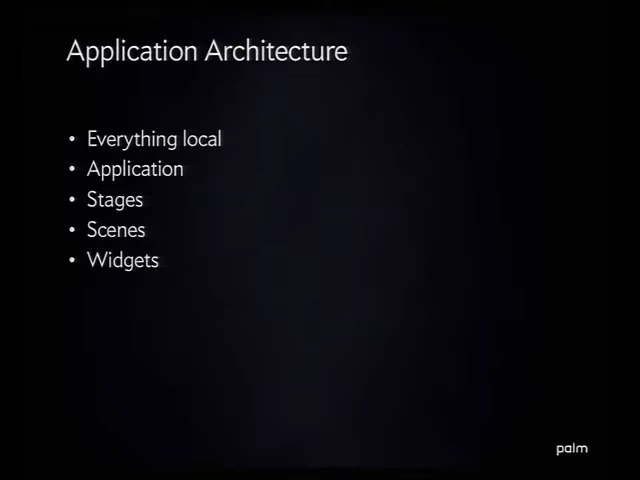 Application Architecture
• Everything local
• Application
• Stages
• Scenes
• Widgets
palm